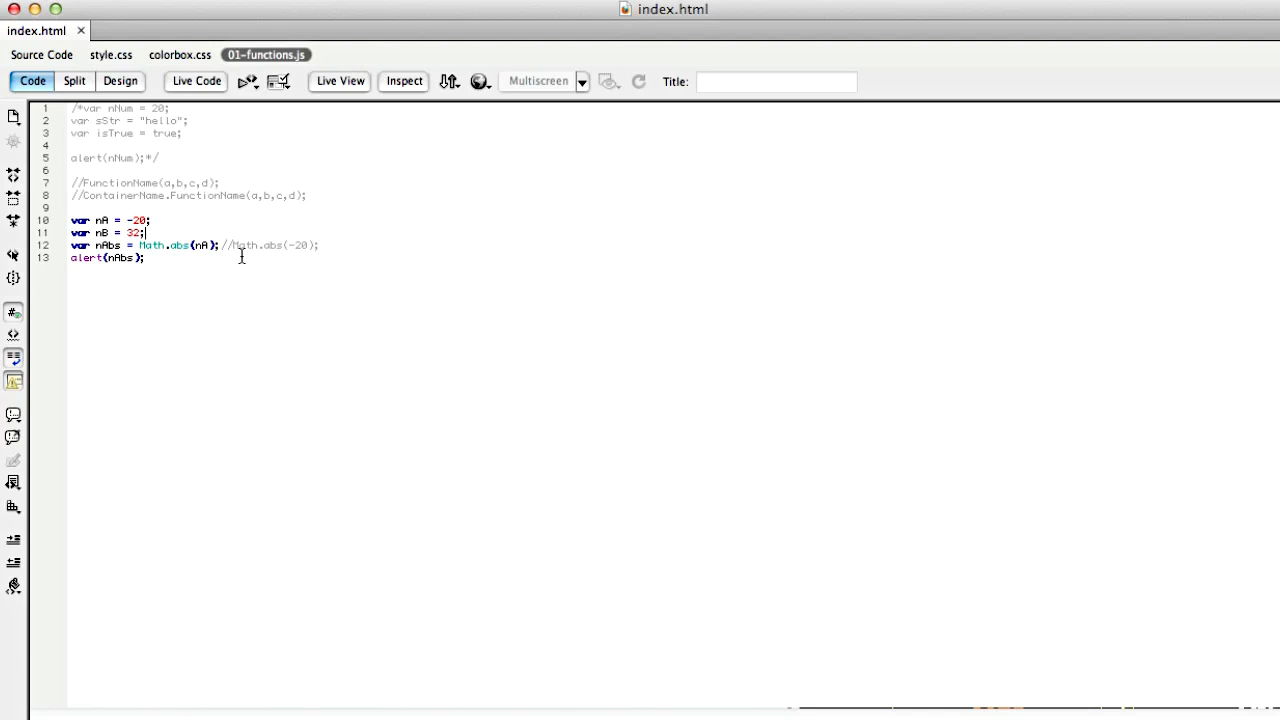 index.html
index.html ×
Source Code style.css colorbox.css 01-functions.js
Code Split Design Live Code Live View Inspect Multiscreen Title:
1 /*var nNum = 20;
2 var sStr = "hello";
3 var isTrue = true;
4
5 alert(nNum);*/
6
7 //FunctionName(a,b,c,d);
8 //ContainerName.FunctionName(a,b,c,d);
9
10 var nA = -20;
11 var nB = 32;
12 var nAbs = Math.abs(nA); //Math.abs(-20);
13 alert(nAbs);